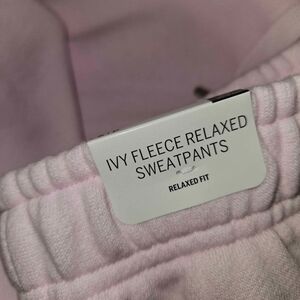 IVY FLEECE RELAXED
SWEATPANTS
RELAXED FIT